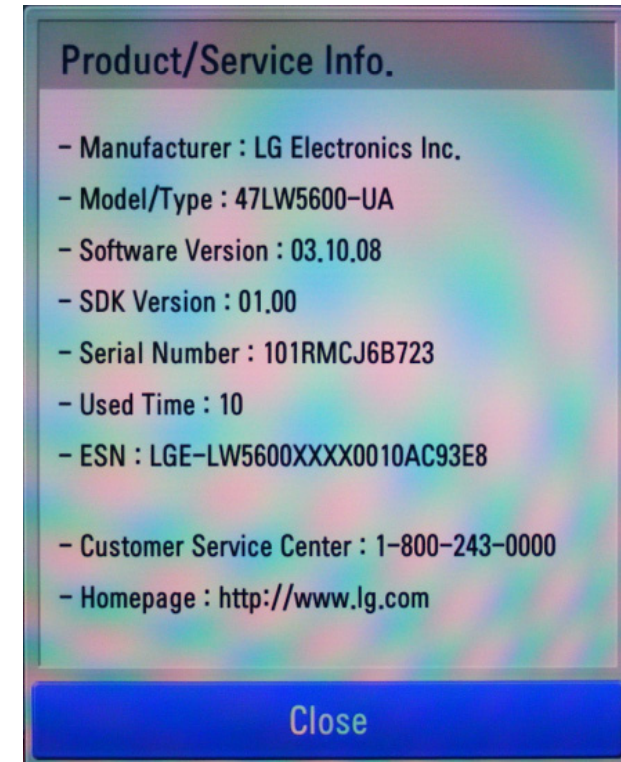 Product/Service Info.
- Manufacturer : LG Electronics Inc.
- Model/Type : 47LW5600-UA
- Software Version : 03.10.08
- SDK Version : 01.00
- Serial Number : 101RMCJ6B723
- Used Time : 10
- ESN : LGE-LW5600XXXX0010AC93E8
- Customer Service Center : 1-800-243-0000
- Homepage : http://www.lg.com
Close